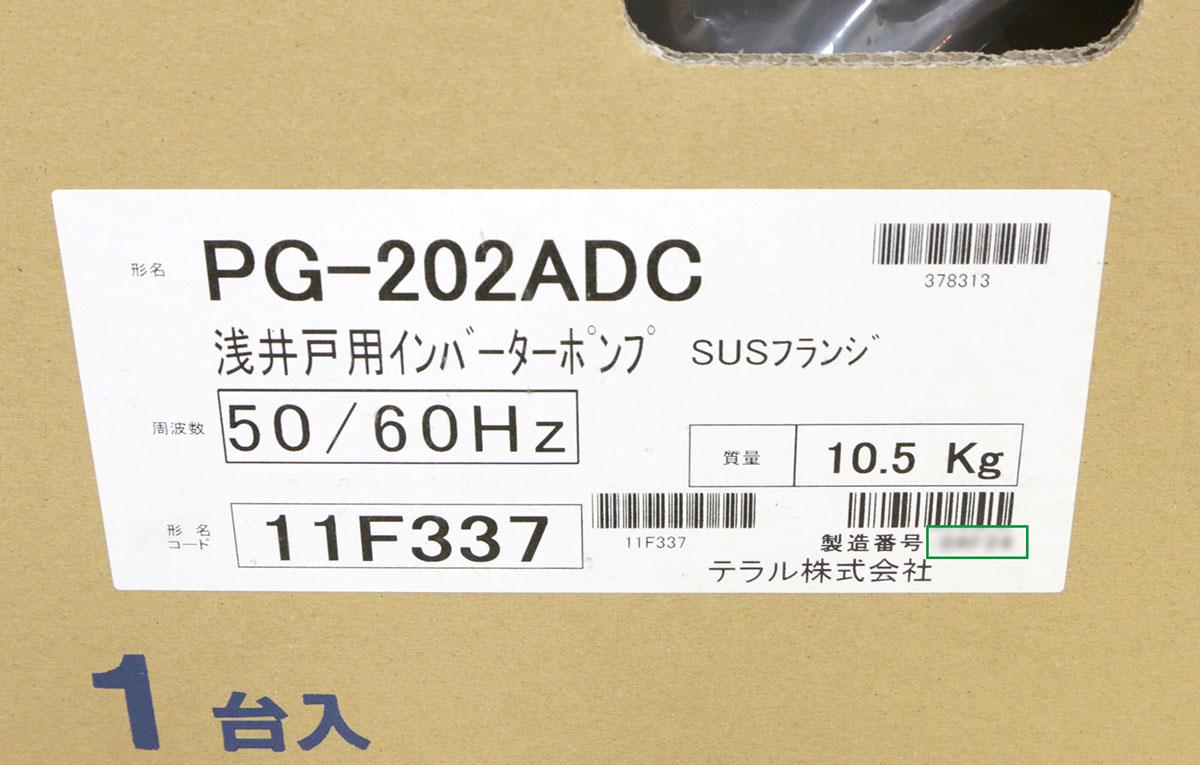 形名 PG-202ADC
378313
浅井戸用インバーターポンプ SUSフランジ
周波数 50/60Hz
質量 10.5 Kg
形名コード 11F337
11F337
製造番号
テラル株式会社
1台入